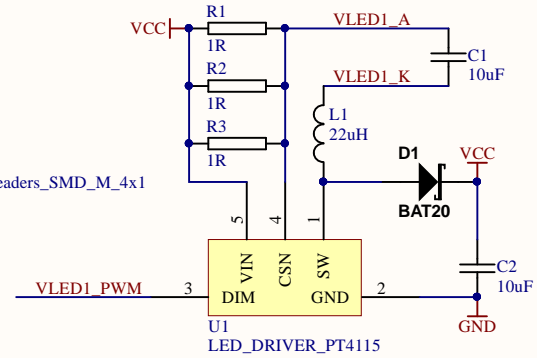 R1
VCC
1R
VLED1_A
C1
10uF
R2
1R
VLED1_K
L1
22uH
R3
1R
D1
VCC
BAT20
eaders_SMD_M_4x1
5
4
1
VIN
CSN
SW
C2
10uF
VLED1_PWM
3
DIM
GND
2
GND
U1
LED_DRIVER_PT4115